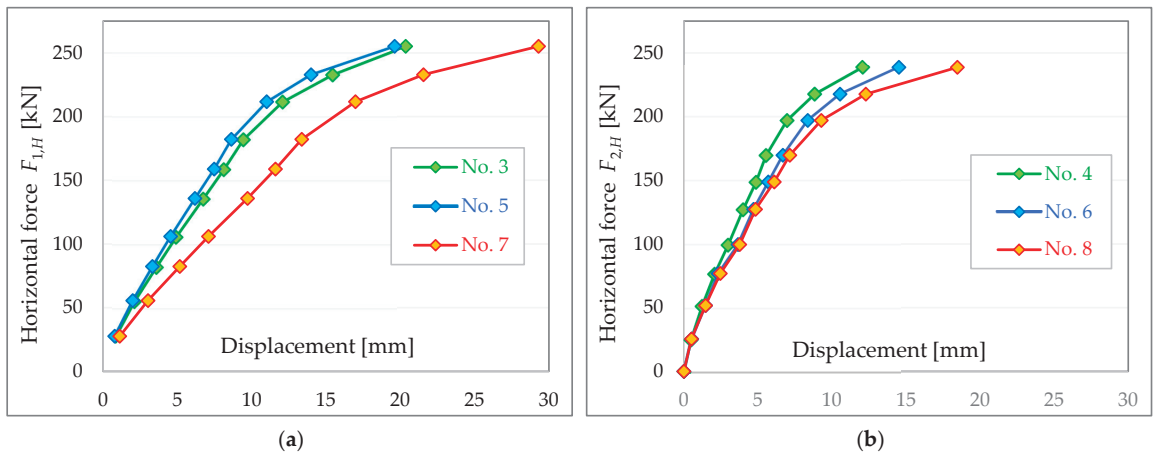 Horizontal force F1,H [kN]
250
200
150
100
50
0
No. 3
No. 5
No. 7
Displacement [mm]
0 5 10 15 20 25 30
(a)
Horizontal force F2,H [kN]
250
200
150
100
50
0
No. 4
No. 6
No. 8
Displacement [mm]
0 5 10 15 20 25 30
(b)